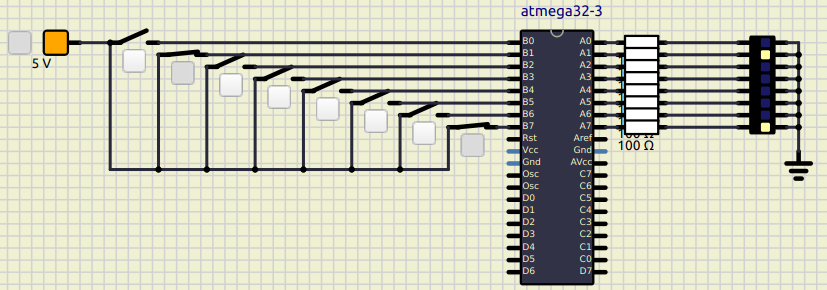 atmega32-3
5 V
B0 A0
B1 A1
B2 A2
B3 A3
B4 A4
B5 A5
B6 A6
B7 A7
Rst Aref
Vcc Gnd
Gnd AVcc
Osc C7
Osc C6
D0 C5
D1 C4
D2 C3
D3 C2
D4 C1
D5 C0
D6 D7
100 Ω